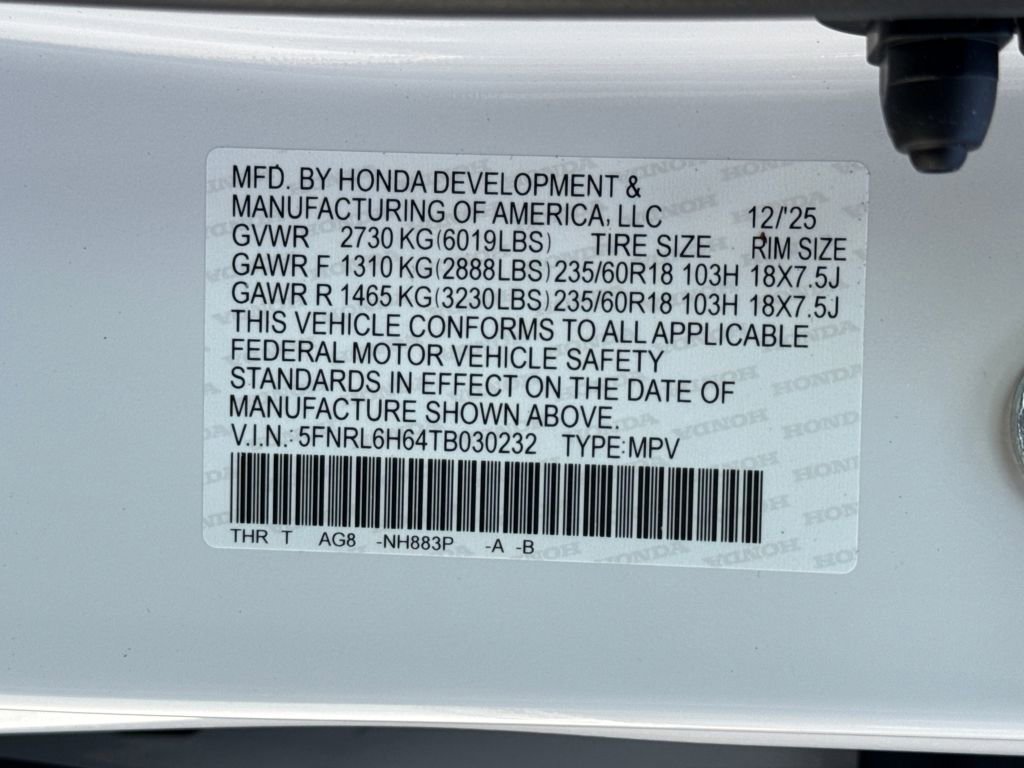 MFD. BY HONDA DEVELOPMENT &
MANUFACTURING OF AMERICA, LLC 12/'25
GVWR 2730 KG(6019LBS) TIRE SIZE RIM SIZE
GAWR F 1310 KG(2888LBS) 235/60R18 103H 18X7.5J
GAWR R 1465 KG(3230LBS) 235/60R18 103H 18X7.5J
THIS VEHICLE CONFORMS TO ALL APPLICABLE
FEDERAL MOTOR VEHICLE SAFETY
STANDARDS IN EFFECT ON THE DATE OF
MANUFACTURE SHOWN ABOVE.
V.I.N.: 5FNRL6H64TB030232 TYPE:MPV
THR T AG8 -NH883P -A -B